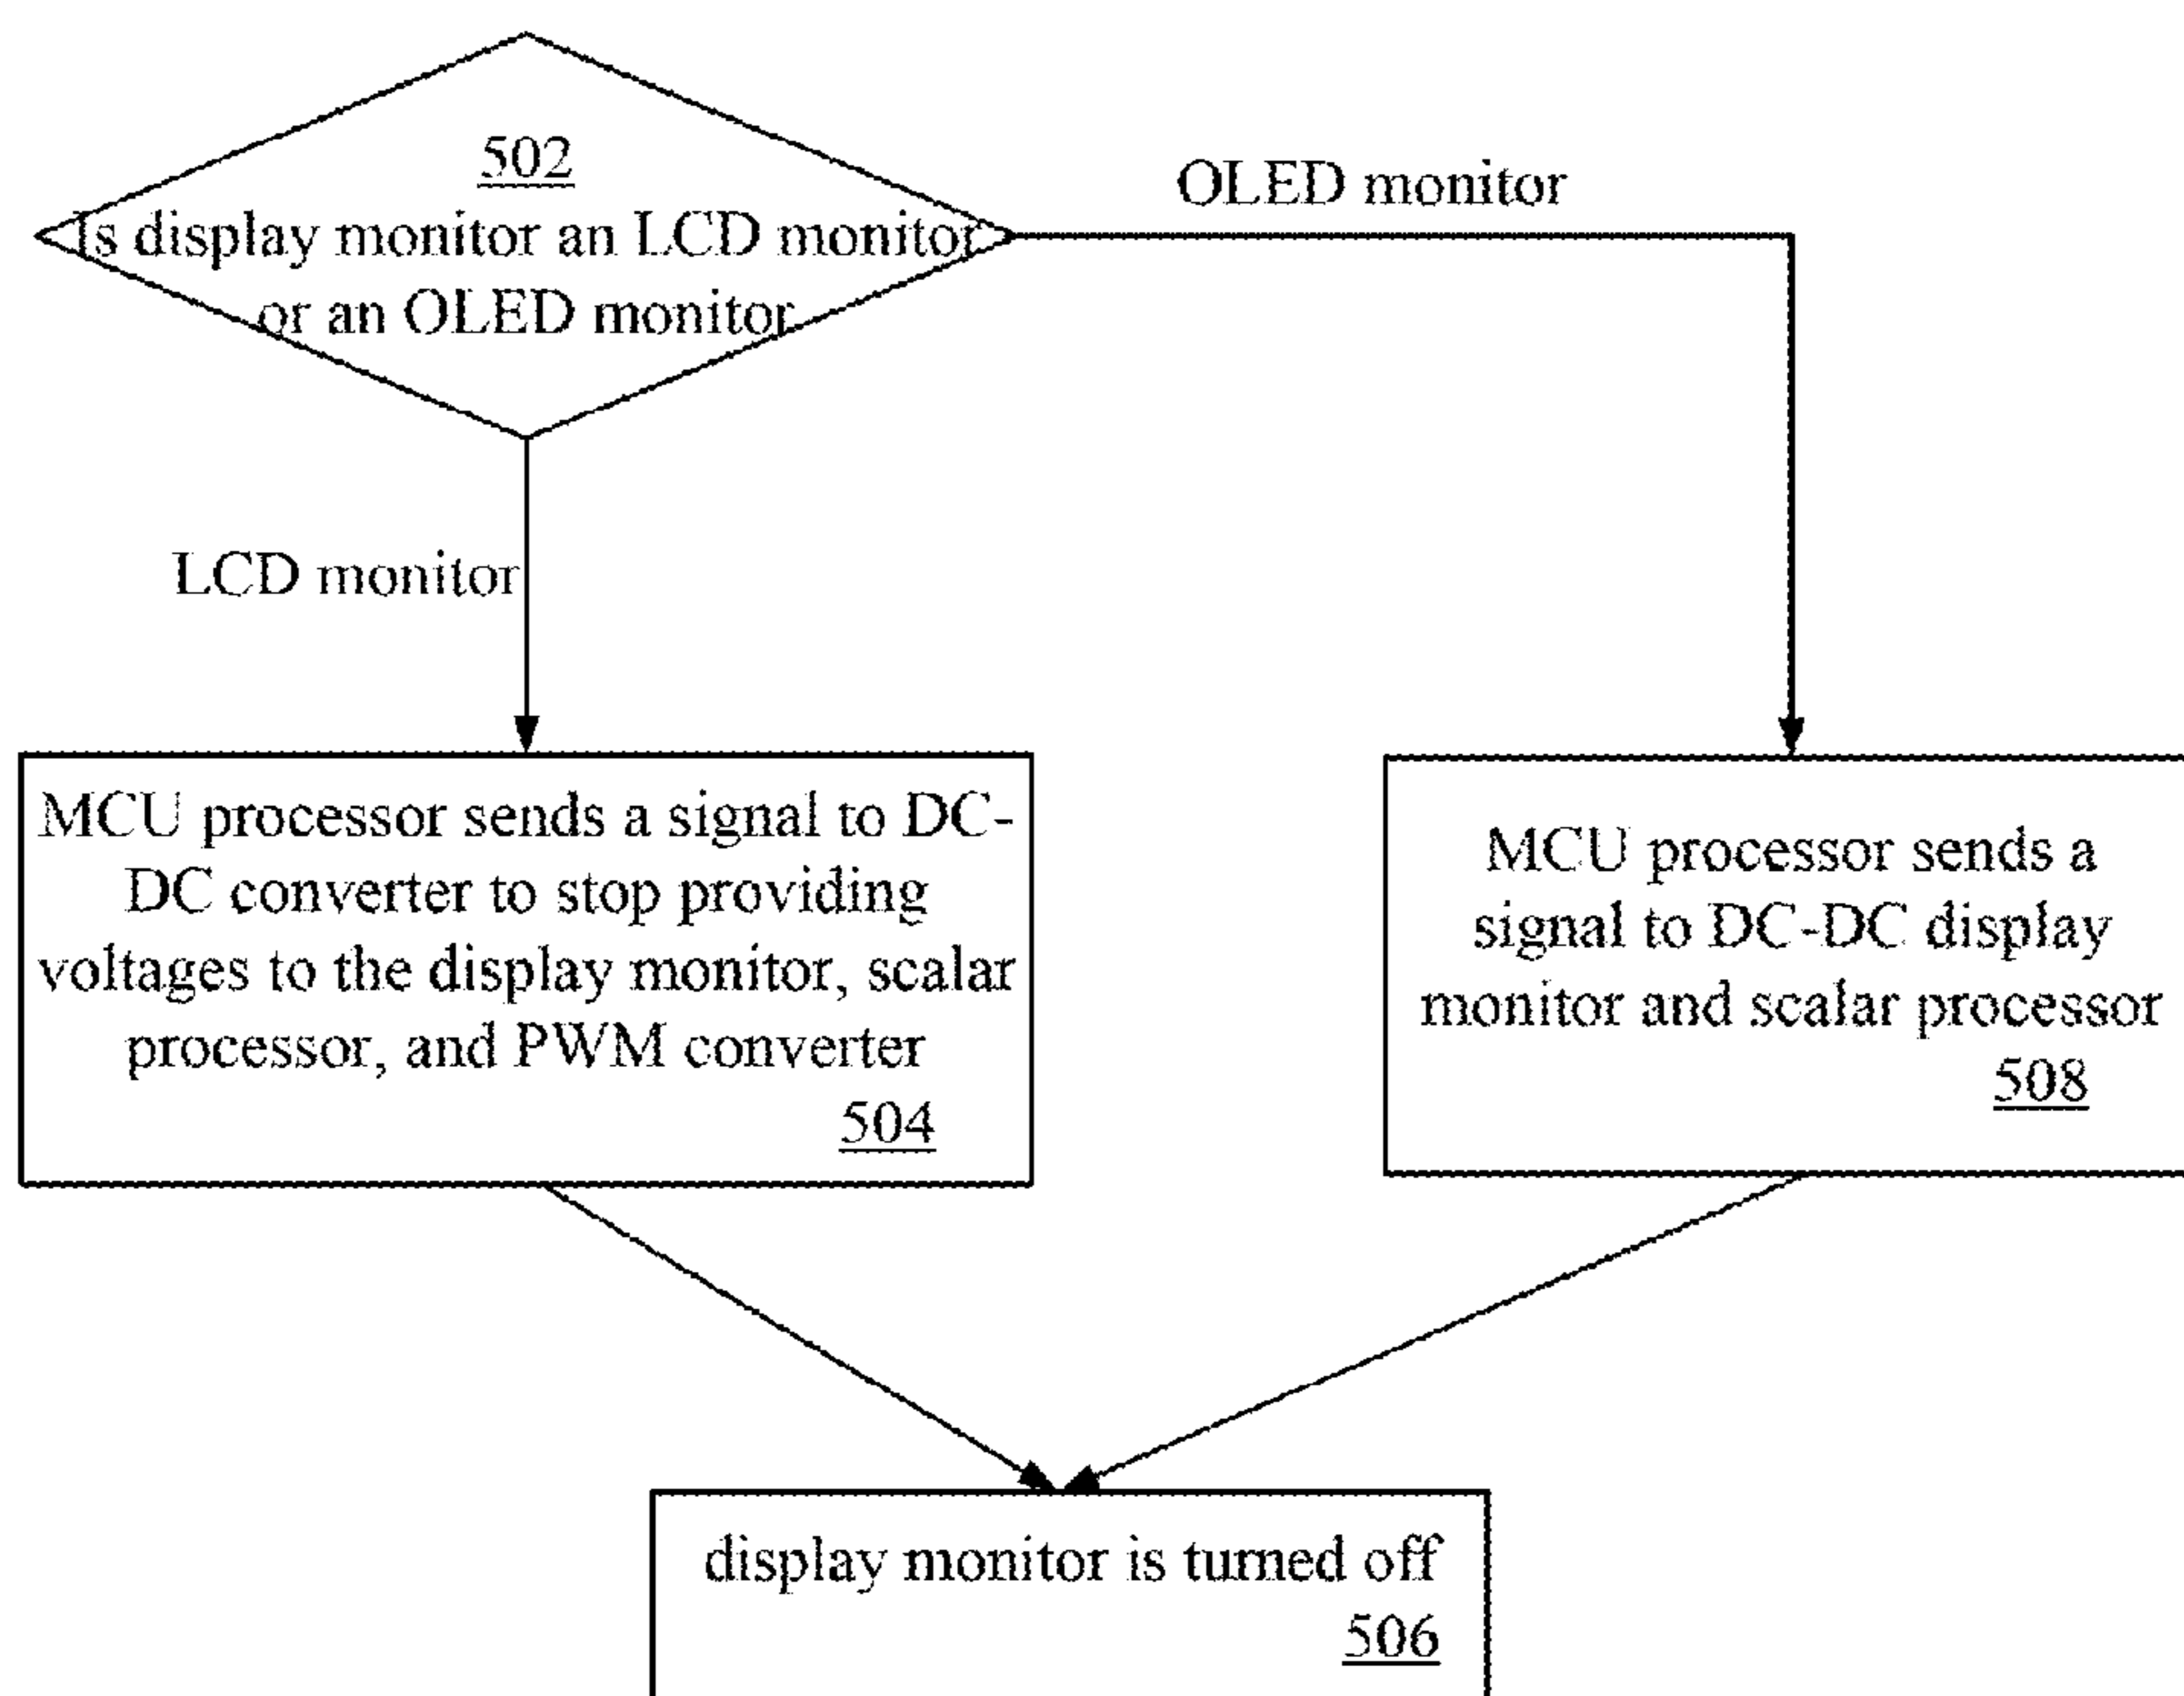 502
Is display monitor an LCD monitor
or an OLED monitor
OLED monitor
LCD monitor
MCU processor sends a signal to DC-
DC converter to stop providing
voltages to the display monitor, scalar
processor, and PWM converter
504
MCU processor sends a
signal to DC-DC display
monitor and scalar processor
508
display monitor is turned off
506